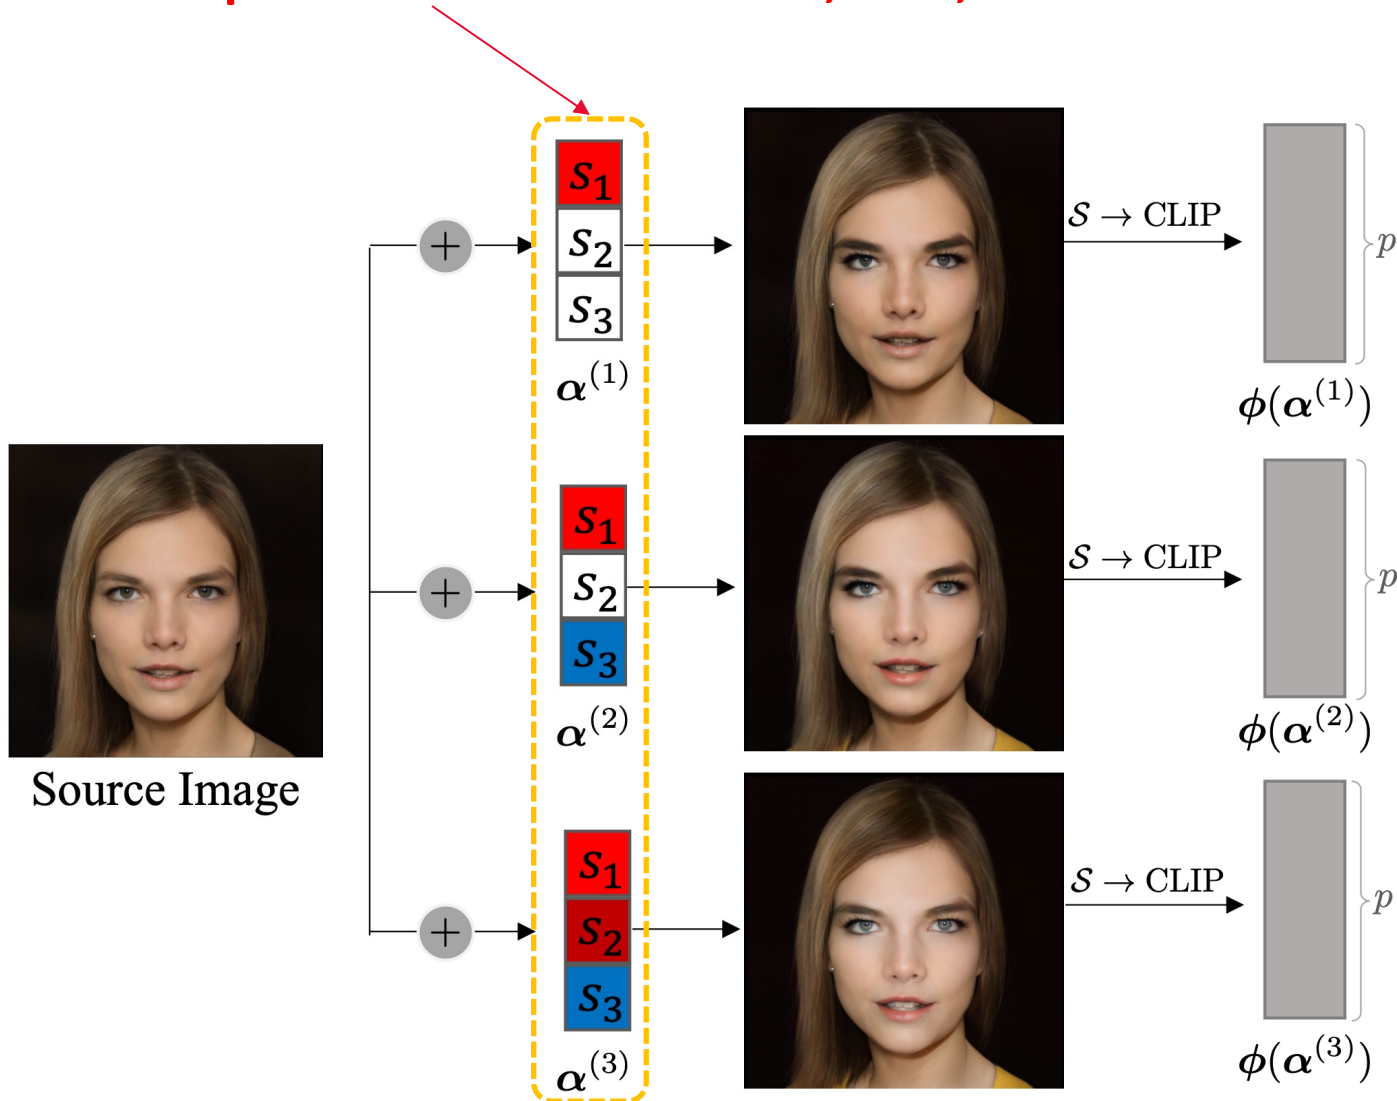 s₁
s₂
s₃
α⁽¹⁾
S → CLIP
p
ϕ(α⁽¹⁾)
s₁
s₂
s₃
α⁽²⁾
S → CLIP
p
ϕ(α⁽²⁾)
Source Image
s₁
s₂
s₃
α⁽³⁾
S → CLIP
p
ϕ(α⁽³⁾)